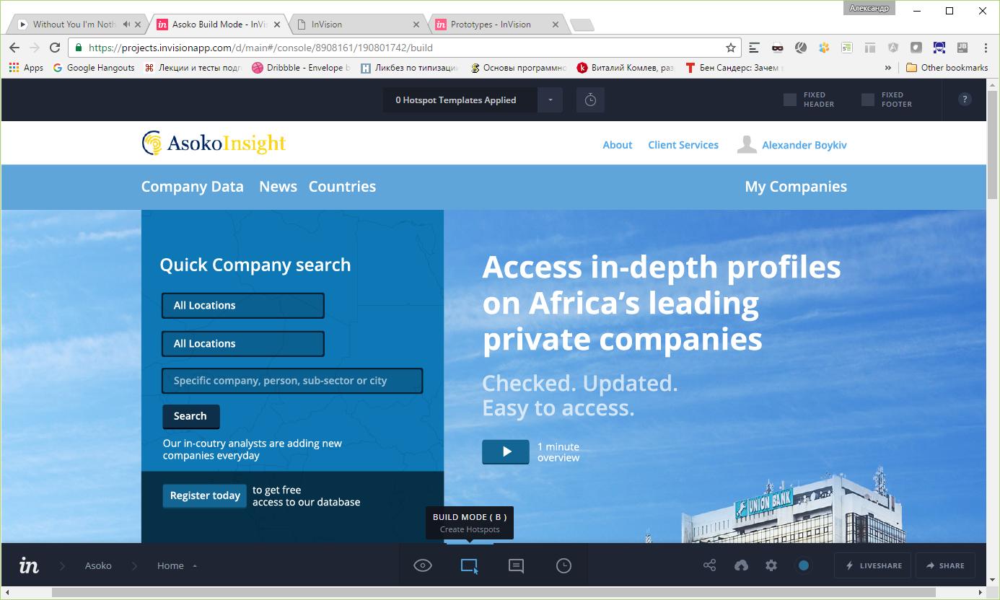 Александр
Without You I'm Noth
Asoko Build Mode - InVis
InVision
Prototypes - InVision
https://projects.invisionapp.com/d/main#/console/8908161/190801742/build
Apps
Google Hangouts
Лекции и тесты подг
Dribbble - Envelope b
Ликбез по типизации
Основы программно
Виталий Комлев, раз
Бен Сандерс: Зачем
Other bookmarks
0 Hotspot Templates Applied
FIXED HEADER
FIXED FOOTER
?
AsokoInsight
About
Client Services
Alexander Boykiv
Company Data
News
Countries
My Companies
Quick Company search
All Locations
All Locations
Specific company, person, sub-sector or city
Search
Our in-coutry analysts are adding new
companies everyday
Register today
to get free
access to our database
Access in-depth profiles
on Africa’s leading
private companies
Checked. Updated.
Easy to access.
1 minute
overview
UNION BANK
BUILD MODE ( B )
Create Hotspots
in
Asoko
Home
LIVESHARE
SHARE